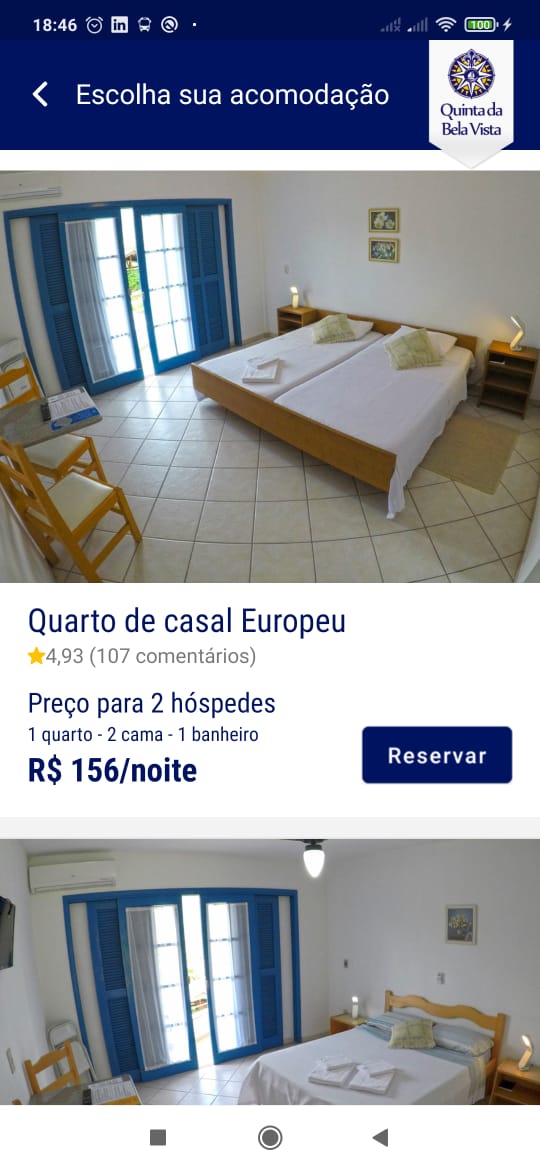 18:46
100
Escolha sua acomodação
Quinta da
Bela Vista
Quarto de casal Europeu
4,93 (107 comentários)
Preço para 2 hóspedes
1 quarto - 2 cama - 1 banheiro
R$ 156/noite
Reservar